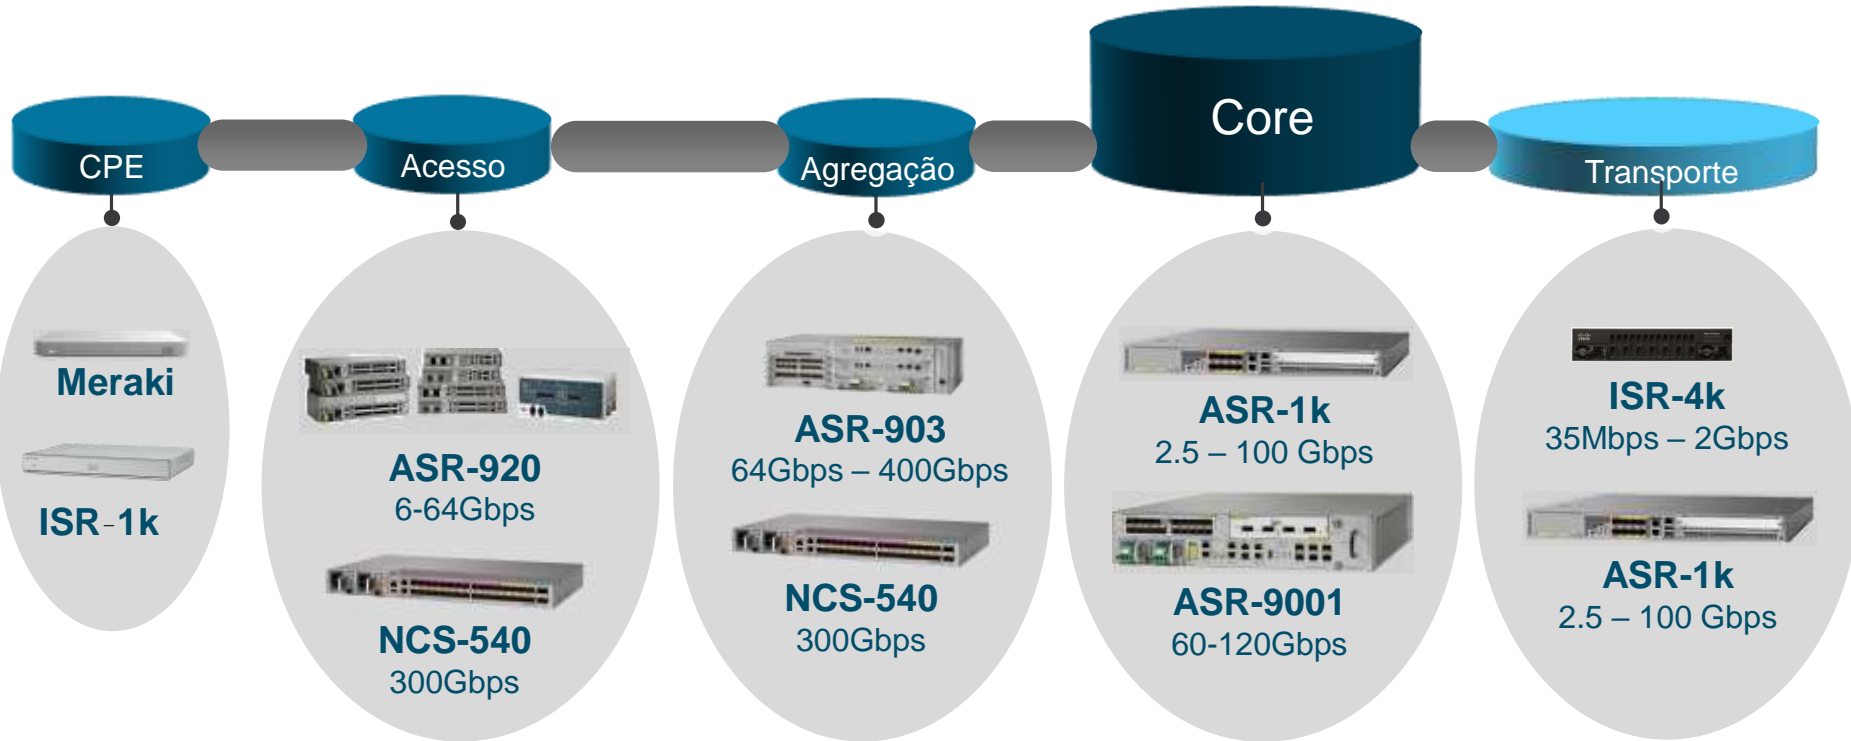 CPE
Acesso
Agregação
Core
Transporte
Meraki
ISR-1k
ASR-920
6-64Gbps
NCS-540
300Gbps
ASR-903
64Gbps – 400Gbps
NCS-540
300Gbps
ASR-1k
2.5 – 100 Gbps
ASR-9001
60-120Gbps
ISR-4k
35Mbps – 2Gbps
ASR-1k
2.5 – 100 Gbps